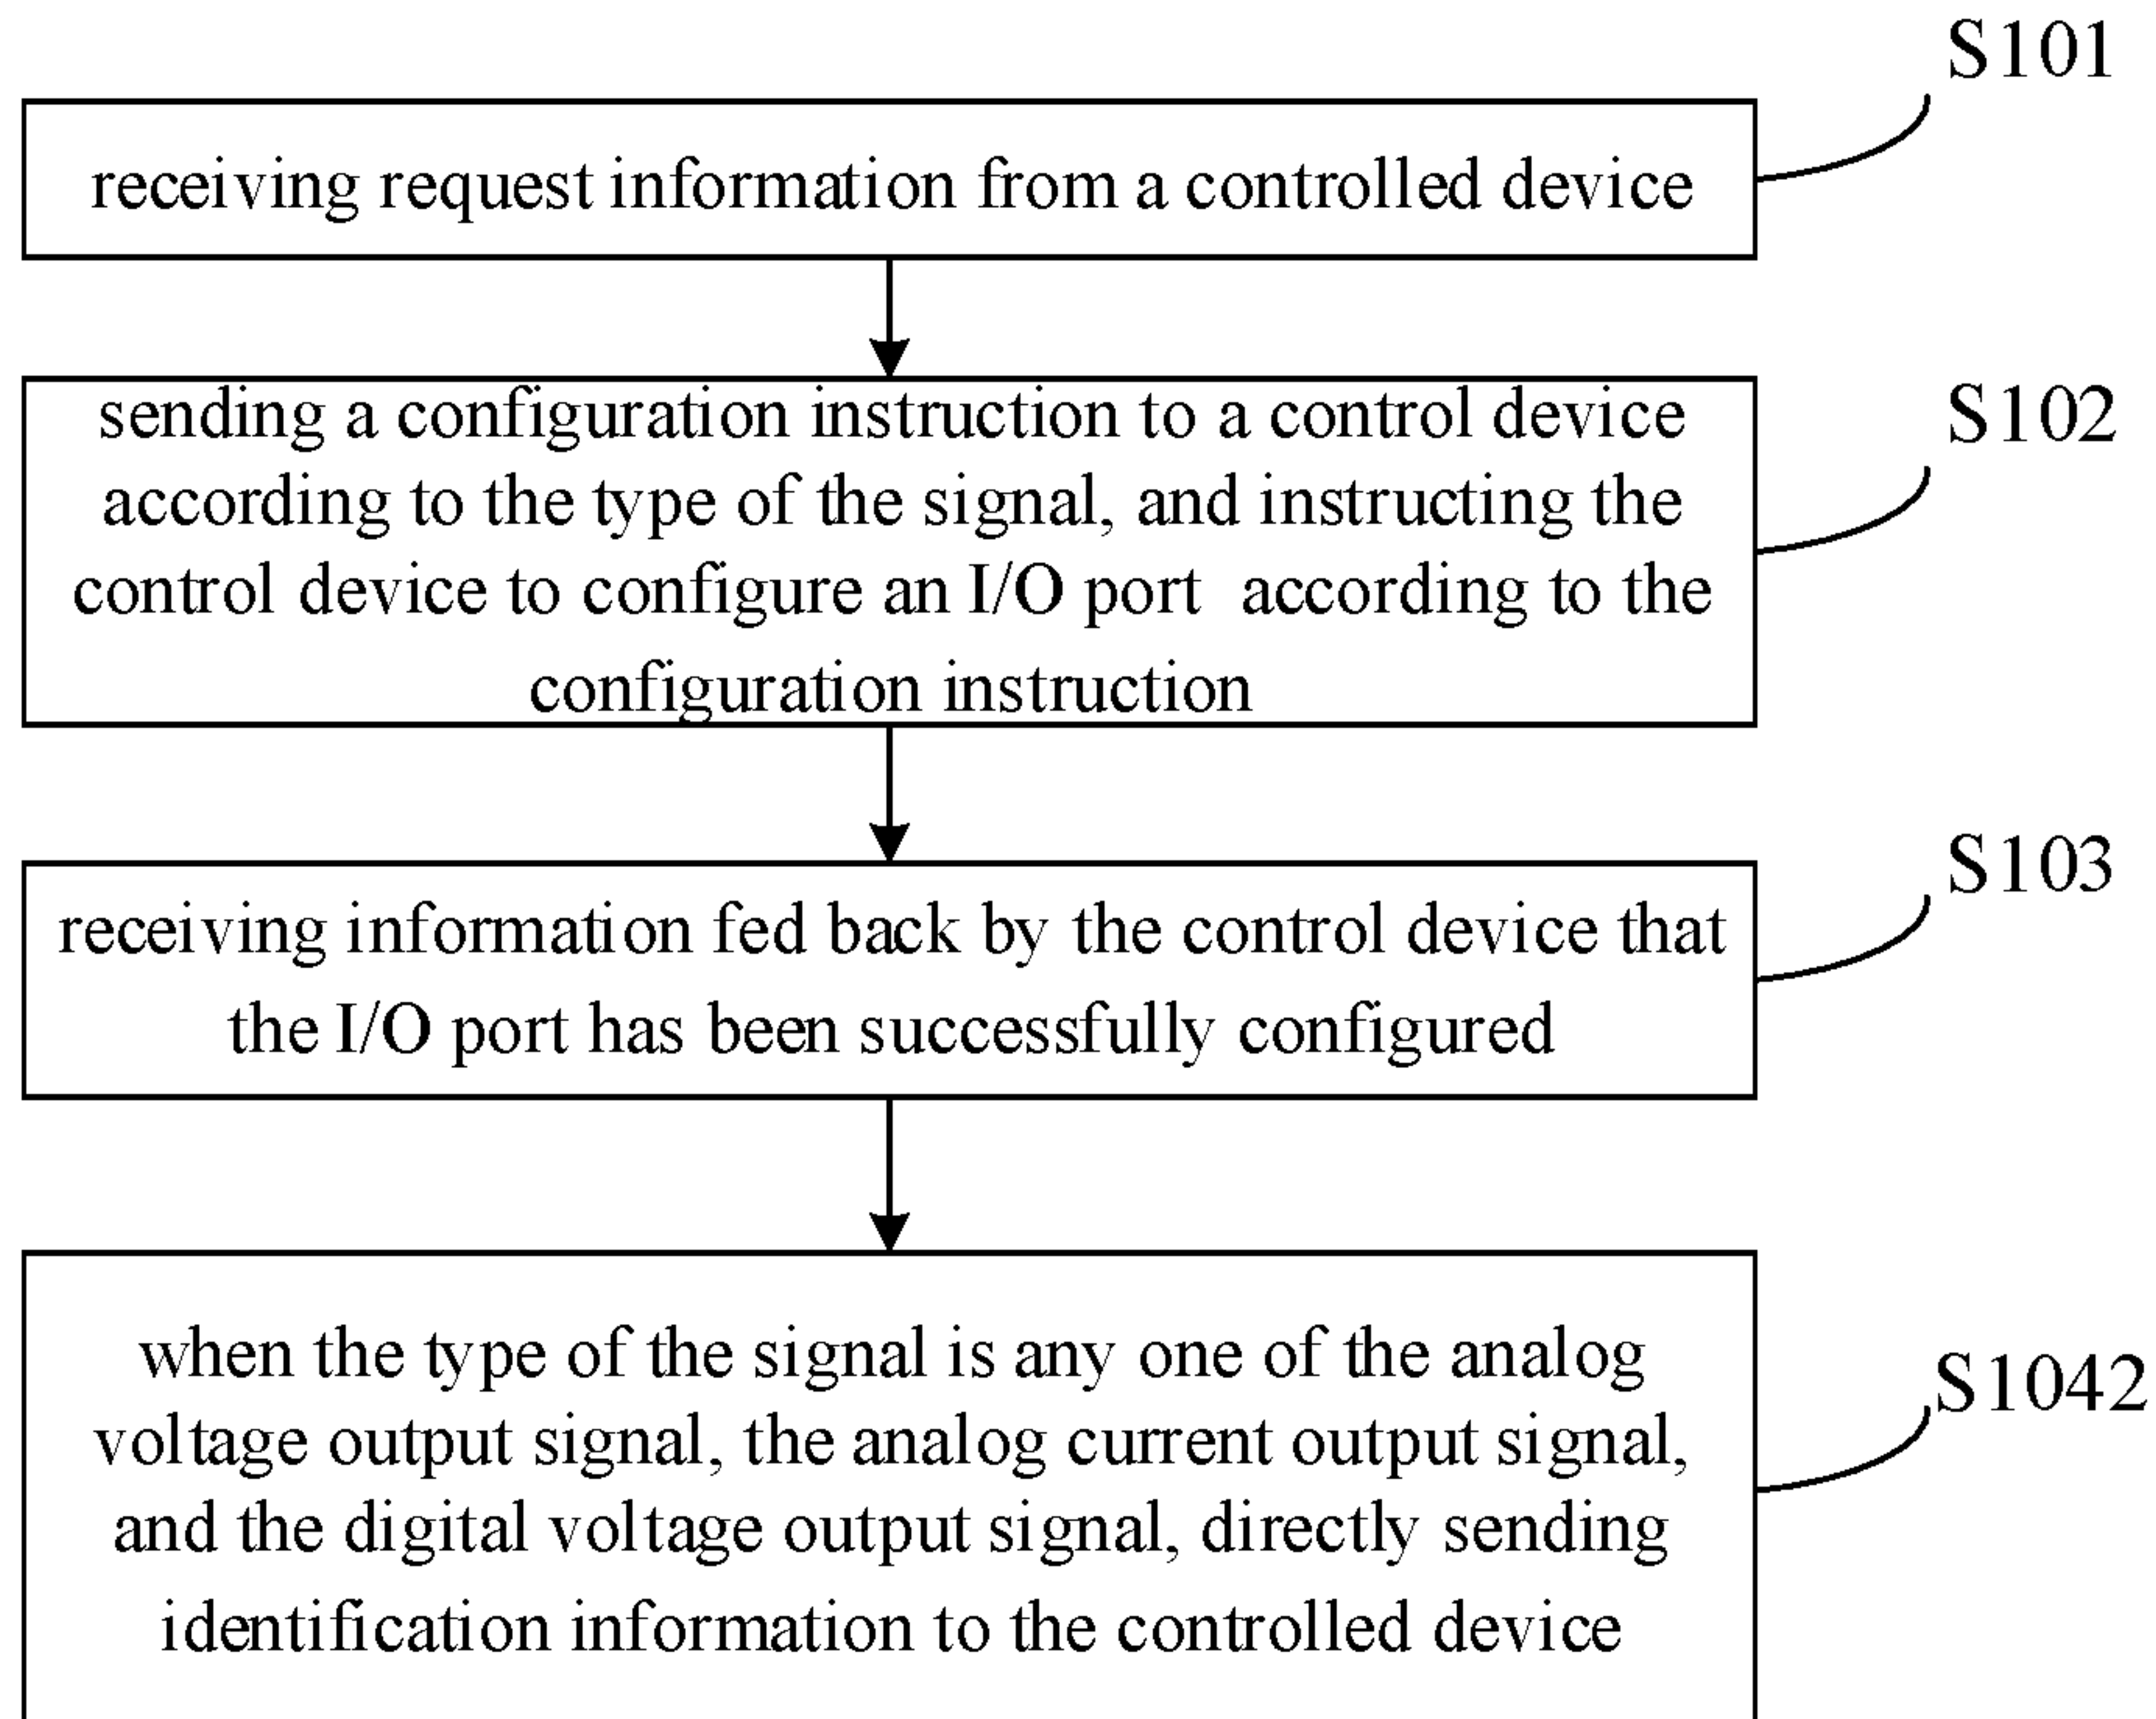 S101
receiving request information from a controlled device
S102
sending a configuration instruction to a control device
according to the type of the signal, and instructing the
control device to configure an I/O port according to the
configuration instruction
S103
receiving information fed back by the control device that
the I/O port has been successfully configured
S1042
when the type of the signal is any one of the analog
voltage output signal, the analog current output signal,
and the digital voltage output signal, directly sending
identification information to the controlled device